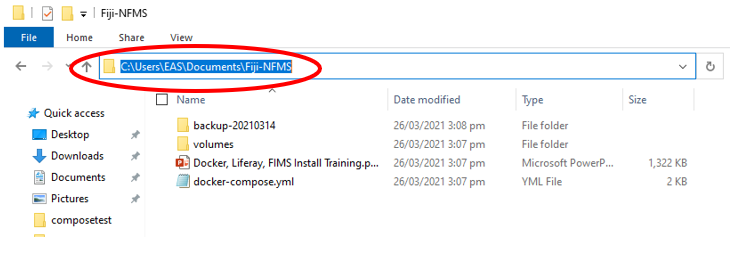 Fiji-NFMS
File Home Share View
C:\Users\EAS\Documents\Fiji-NFMS
Name Date modified Type Size
Quick access
backup-20210314 26/03/2021 3:08 pm File folder
Desktop
volumes 26/03/2021 3:07 pm File folder
Downloads
Docker, Liferay, FIMS Install Training.p... 26/03/2021 3:07 pm Microsoft PowerP... 1,322 KB
Documents
docker-compose.yml 26/03/2021 3:07 pm YML File 2 KB
Pictures
composetest